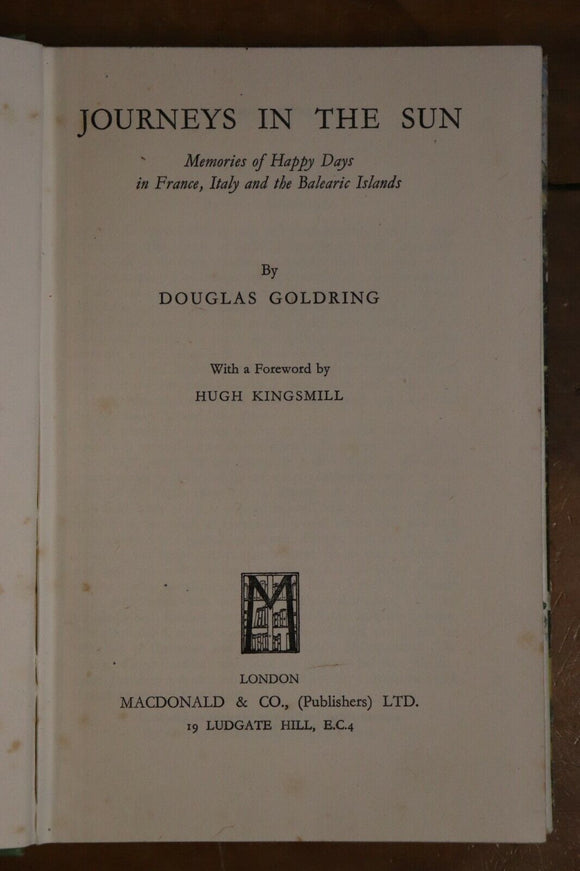 JOURNEYS IN THE SUN
Memories of Happy Days
in France, Italy and the Balearic Islands
By
DOUGLAS GOLDRING
With a Foreword by
HUGH KINGSMILL
M
LONDON
MACDONALD & CO., (Publishers) LTD.
19 LUDGATE HILL, E.C.4